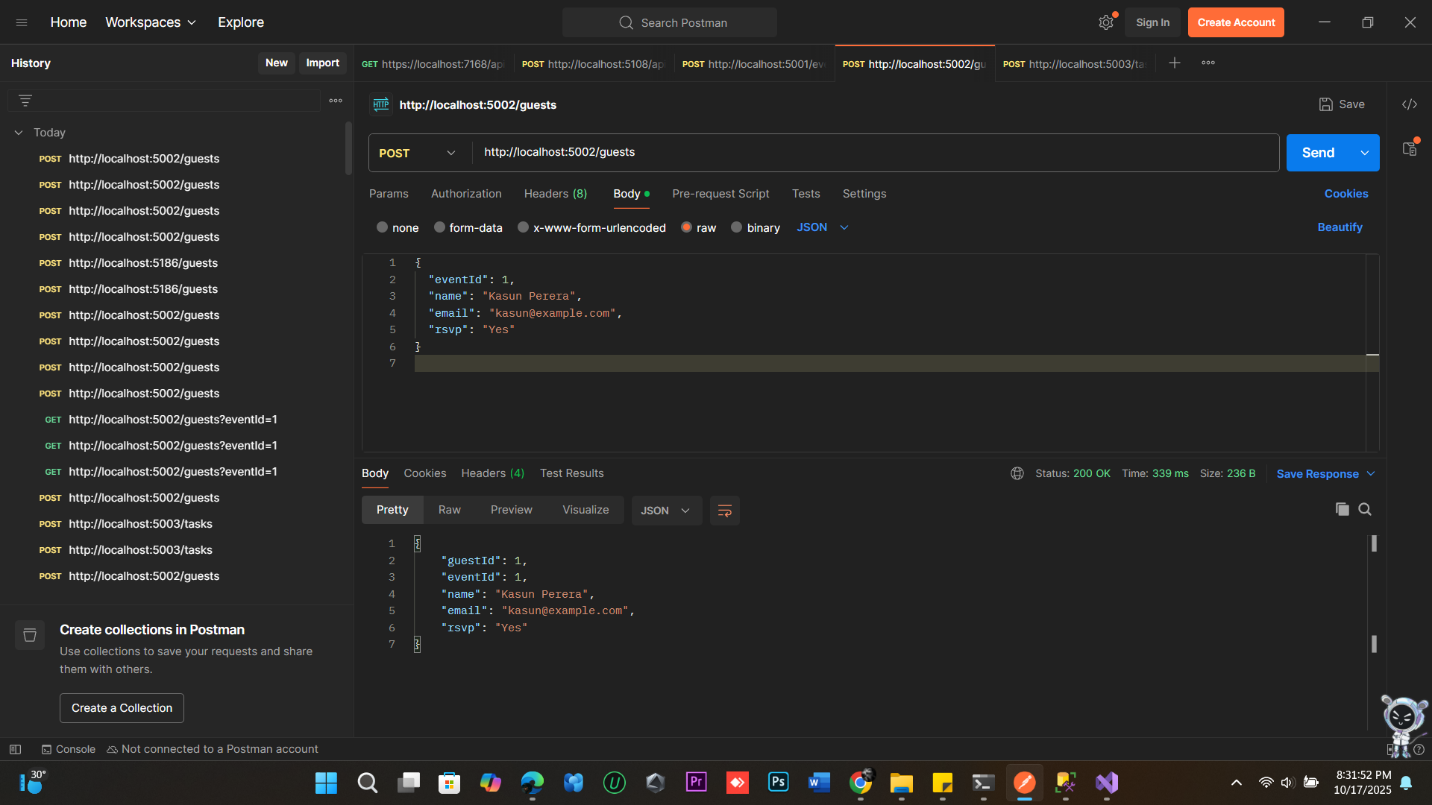 Home Workspaces Explore Search Postman Sign In Create Account
History New Import
GET https://localhost:7168/ap POST http://localhost:5108/ap POST http://localhost:5001/ev POST http://localhost:5002/gu POST http://localhost:5003/ta
HTTP http://localhost:5002/guests Save
Today
POST http://localhost:5002/guests
POST http://localhost:5002/guests
POST http://localhost:5002/guests
POST http://localhost:5002/guests
POST http://localhost:5186/guests
POST http://localhost:5186/guests
POST http://localhost:5002/guests
POST http://localhost:5002/guests
POST http://localhost:5002/guests
POST http://localhost:5002/guests
GET http://localhost:5002/guests?eventId=1
GET http://localhost:5002/guests?eventId=1
GET http://localhost:5002/guests?eventId=1
POST http://localhost:5002/guests
POST http://localhost:5003/tasks
POST http://localhost:5003/tasks
POST http://localhost:5002/guests
Create collections in Postman
Use collections to save your requests and share
them with others.
Create a Collection
POST http://localhost:5002/guests Send
Params Authorization Headers (8) Body Pre-request Script Tests Settings Cookies
none form-data x-www-form-urlencoded raw binary JSON Beautify
1 {
2 "eventId": 1,
3 "name": "Kasun Perera",
4 "email": "kasun@example.com",
5 "rsvp": "Yes"
6 }
7
Body Cookies Headers (4) Test Results Status: 200 OK Time: 339 ms Size: 236 B Save Response
Pretty Raw Preview Visualize JSON
1 {
2 "guestId": 1,
3 "eventId": 1,
4 "name": "Kasun Perera",
5 "email": "kasun@example.com",
6 "rsvp": "Yes"
7 }
Console Not connected to a Postman account
30°
Pr
Ps
W
8:31:52 PM
10/17/2025